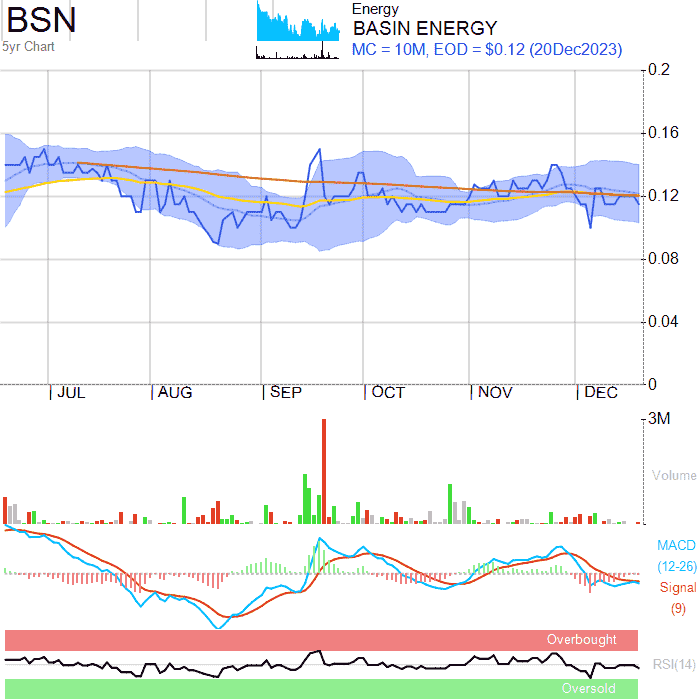 BSN
5yr Chart
Energy
BASIN ENERGY
MC = 10M, EOD = $0.12 (20Dec2023)
0.2
0.16
0.12
0.08
0.04
0
JUL AUG SEP OCT NOV DEC
3M
Volume
MACD
(12-26)
Signal
(9)
Overbought
RSI(14)
Oversold